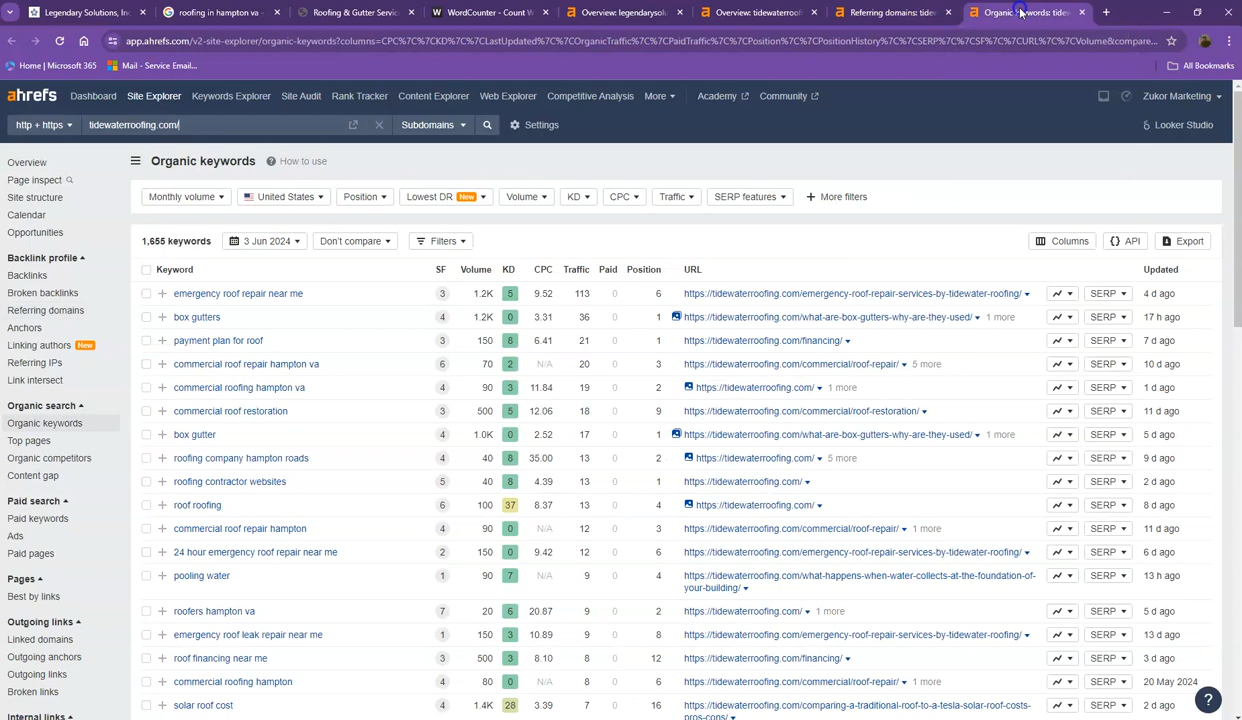 Legendary Solutions, Inc
roofing in hampton va -
Roofing & Gutter Service
WordCounter - Count W
Overview: legendarysolu
Overview: tidewaterroof
Referring domains: tidew
Organic keywords: tidew
app.ahrefs.com/v2-site-explorer/organic-keywords?columns=CPC%7C%7CKD%7C%7CLastUpdated%7C%7COrganicTraffic%7C%7CPaidTraffic%7C%7CPosition%7C%7CPositionHistory%7C%7CSERP%7C%7CSF%7C%7CURL%7C%7CVolume&compare...
Home | Microsoft 365
Mail - Service Email...
All Bookmarks
ahrefs
Dashboard
Site Explorer
Keywords Explorer
Site Audit
Rank Tracker
Content Explorer
Web Explorer
Competitive Analysis
More
Academy
Community
Zukor Marketing
http + https
tidewaterroofing.com/
Subdomains
Settings
Looker Studio
Overview
Page inspect
Site structure
Calendar
Opportunities
Backlink profile
Backlinks
Broken backlinks
Referring domains
Anchors
Linking authors New
Referring IPs
Link intersect
Organic search
Organic keywords
Top pages
Organic competitors
Content gap
Paid search
Paid keywords
Ads
Paid pages
Pages
Best by links
Outgoing links
Linked domains
Outgoing anchors
Outgoing links
Broken links
Internal links
Organic keywords
How to use
Monthly volume
United States
Position
Lowest DR New
Volume
KD
CPC
Traffic
SERP features
More filters
1,655 keywords
3 Jun 2024
Don't compare
Filters
Columns
API
Export
Keyword SF Volume KD CPC Traffic Paid Position URL Updated
emergency roof repair near me 3 1.2K 5 9.52 113 0 6 https://tidewaterroofing.com/emergency-roof-repair-services-by-tidewater-roofing/ SERP 4 d ago
box gutters 4 1.2K 0 3.31 36 0 1 https://tidewaterroofing.com/what-are-box-gutters-why-are-they-used/ 1 more SERP 17 h ago
payment plan for roof 3 150 8 6.41 21 0 1 https://tidewaterroofing.com/financing/ SERP 7 d ago
commercial roof repair hampton va 6 70 2 N/A 20 0 3 https://tidewaterroofing.com/commercial/roof-repair/ 5 more SERP 10 d ago
commercial roofing hampton va 4 90 3 11.84 19 0 2 https://tidewaterroofing.com/ 1 more SERP 1 d ago
commercial roof restoration 3 500 5 12.06 18 0 9 https://tidewaterroofing.com/commercial/roof-restoration/ SERP 11 d ago
box gutter 4 1.0K 0 2.52 17 0 1 https://tidewaterroofing.com/what-are-box-gutters-why-are-they-used/ 1 more SERP 5 d ago
roofing company hampton roads 4 40 8 35.00 13 0 2 https://tidewaterroofing.com/ 5 more SERP 9 d ago
roofing contractor websites 5 40 8 4.39 13 0 1 https://tidewaterroofing.com/ SERP 2 d ago
roof roofing 6 100 37 8.37 13 0 4 https://tidewaterroofing.com/ SERP 8 d ago
commercial roof repair hampton 4 90 0 N/A 12 0 3 https://tidewaterroofing.com/commercial/roof-repair/ 1 more SERP 11 d ago
24 hour emergency roof repair near me 2 150 0 9.42 12 0 6 https://tidewaterroofing.com/emergency-roof-repair-services-by-tidewater-roofing/ SERP 6 d ago
pooling water 1 90 7 N/A 9 0 4 https://tidewaterroofing.com/what-happens-when-water-collects-at-the-foundation-of- SERP 13 h ago
your-building/
roofers hampton va 7 20 6 20.87 9 0 2 https://tidewaterroofing.com/ 1 more SERP 5 d ago
emergency roof leak repair near me 1 150 3 10.89 9 0 8 https://tidewaterroofing.com/emergency-roof-repair-services-by-tidewater-roofing/ SERP 13 d ago
roof financing near me 3 500 3 8.10 8 0 12 https://tidewaterroofing.com/financing/ SERP 3 d ago
commercial roofing hampton 4 80 0 N/A 8 0 6 https://tidewaterroofing.com/commercial/roof-repair/ 1 more SERP 20 May 2024
solar roof cost 4 1.4K 28 3.39 7 0 16 https://tidewaterroofing.com/comparing-a-traditional-roof-to-a-tesla-solar-roof-costs- SERP 2 d ago
pros-cons/